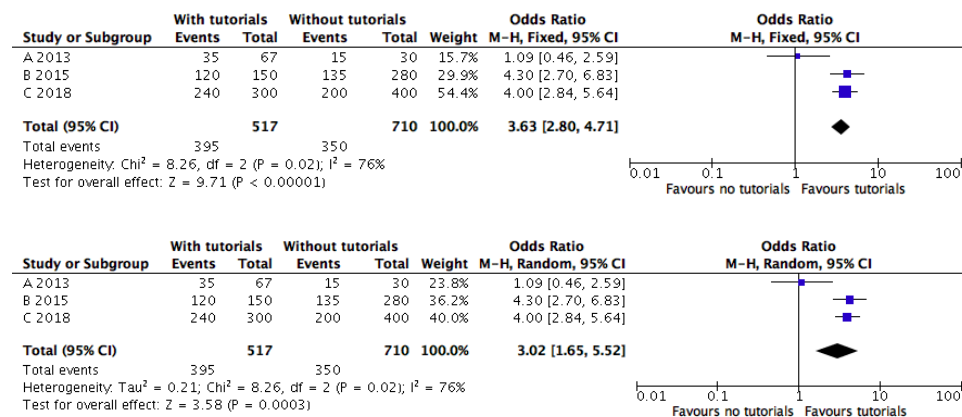 With tutorials Without tutorials Odds Ratio Odds Ratio
Study or Subgroup Events Total Events Total Weight M-H, Fixed, 95% CI M-H, Fixed, 95% CI
A 2013 35 67 15 30 15.7% 1.09 [0.46, 2.59]
B 2015 120 150 135 280 29.9% 4.30 [2.70, 6.83]
C 2018 240 300 200 400 54.4% 4.00 [2.84, 5.64]
Total (95% CI) 517 710 100.0% 3.63 [2.80, 4.71]
Total events 395 350
Heterogeneity: Chi² = 8.26, df = 2 (P = 0.02); I² = 76%
Test for overall effect: Z = 9.71 (P < 0.00001)
0.01 0.1 1 10 100
Favours no tutorials Favours tutorials
With tutorials Without tutorials Odds Ratio Odds Ratio
Study or Subgroup Events Total Events Total Weight M-H, Random, 95% CI M-H, Random, 95% CI
A 2013 35 67 15 30 23.8% 1.09 [0.46, 2.59]
B 2015 120 150 135 280 36.2% 4.30 [2.70, 6.83]
C 2018 240 300 200 400 40.0% 4.00 [2.84, 5.64]
Total (95% CI) 517 710 100.0% 3.02 [1.65, 5.52]
Total events 395 350
Heterogeneity: Tau² = 0.21; Chi² = 8.26, df = 2 (P = 0.02); I² = 76%
Test for overall effect: Z = 3.58 (P = 0.0003)
0.01 0.1 1 10 100
Favours no tutorials Favours tutorials